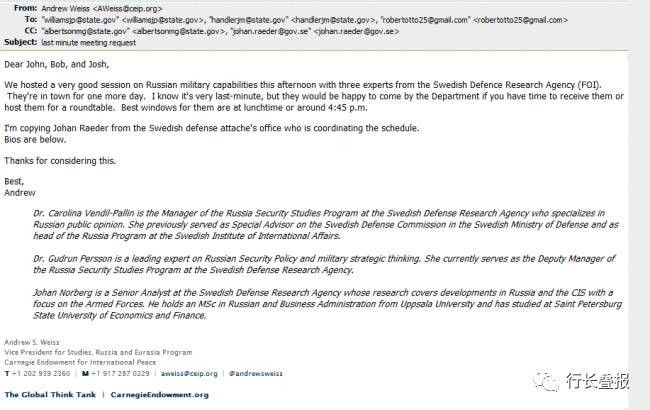 From: Andrew Weiss <AWeiss@ceip.org>
To: "williamsjp@state.gov" <williamsjp@state.gov>, "handlerjm@state.gov" <handlerjm@state.gov>, "robertotto25@gmail.com" <robertotto25@gmail.com>
CC: "albertsonmg@state.gov" <albertsonmg@state.gov>, "johan.raeder@gov.se" <johan.raeder@gov.se>
Subject: last minute meeting request
Dear John, Bob, and Josh,
We hosted a very good session on Russian military capabilities this afternoon with three experts from the Swedish Defence Research Agency (FOI).
They're in town for one more day. I know it's very last-minute, but they would be happy to come by the Department if you have time to receive them or
host them for a roundtable. Best windows for them are at lunchtime or around 4:45 p.m.
I'm copying Johan Raeder from the Swedish defense attache's office who is coordinating the schedule.
Bios are below.
Thanks for considering this.
Best,
Andrew
Dr. Carolina Vendil-Pallin is the Manager of the Russia Security Studies Program at the Swedish Defense Research Agency who specializes in
Russian public opinion. She previously served as Special Advisor on the Swedish Defense Commission in the Swedish Ministry of Defense and as
head of the Russia Program at the Swedish Institute of International Affairs.
Dr. Gudrun Persson is a leading expert on Russian Security Policy and military strategic thinking. She currently serves as the Deputy Manager of
the Russia Security Studies Program at the Swedish Defense Research Agency.
Johan Norberg is a Senior Analyst at the Swedish Defense Research Agency whose research covers developments in Russia and the CIS with a
focus on the Armed Forces. He holds an MSc in Russian and Business Administration from Uppsala University and has studied at Saint Petersburg
State University of Economics and Finance.
Andrew S. Weiss
Vice President for Studies, Russia and Eurasia Program
Carnegie Endowment for International Peace
T +1 202 939 2360 | M +1 917 287 0229 | aweiss@ceip.org | @andrewsweiss
The Global Think Tank | CarnegieEndowment.org
行长叠报